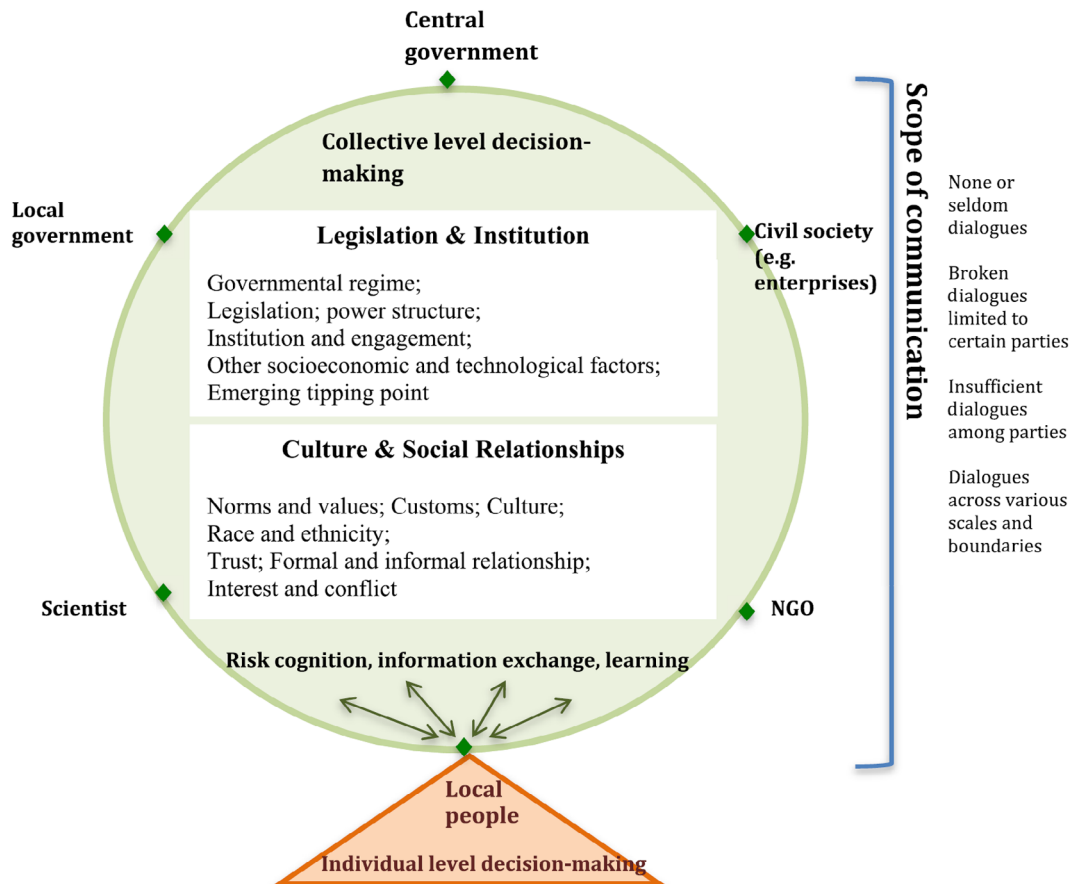 Central
government
Collective level decision-
making
Local
government
Civil society
(e.g.
enterprises)
Legislation & Institution
Governmental regime;
Legislation; power structure;
Institution and engagement;
Other socioeconomic and technological factors;
Emerging tipping point
Culture & Social Relationships
Norms and values; Customs; Culture;
Race and ethnicity;
Trust; Formal and informal relationship;
Interest and conflict
Scientist
NGO
Risk cognition, information exchange, learning
Local
people
Individual level decision-making
Scope of communication
None or
seldom
dialogues
Broken
dialogues
limited to
certain parties
Insufficient
dialogues
among parties
Dialogues
across various
scales and
boundaries